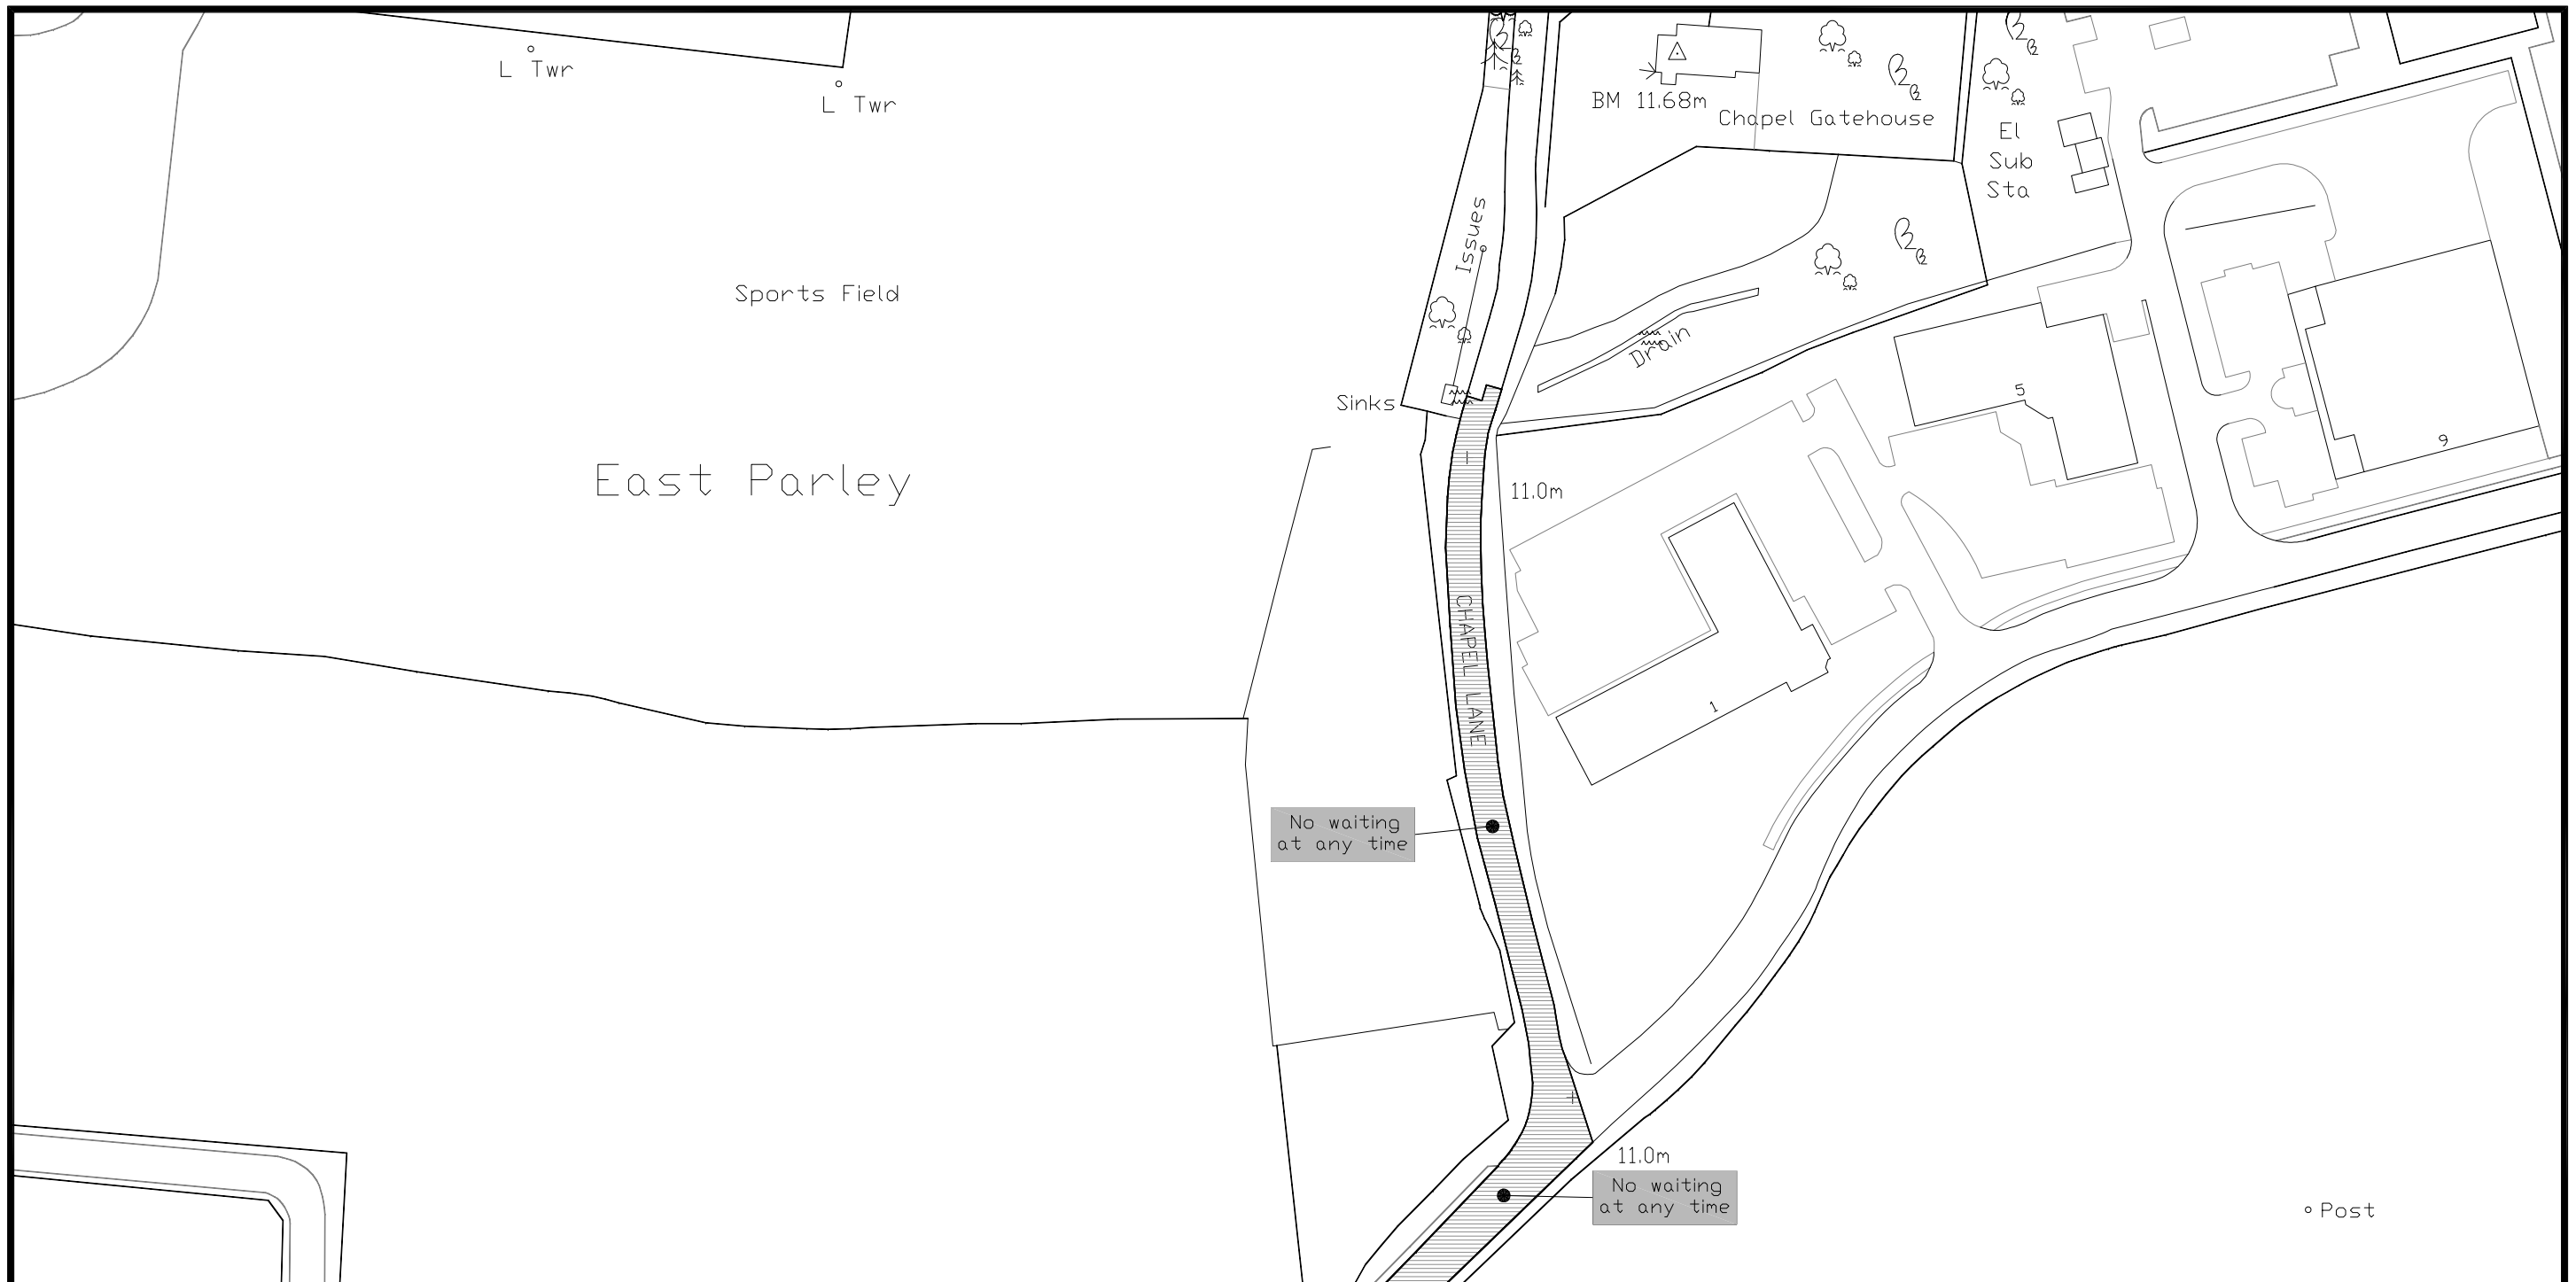 L Twr
L Twr
BM 11.68m
Chapel Gatehouse
El
Sub
Sta
Issues
Sports Field
Drain
Sinks
5
9
East Parley
11.0m
CHAPEL LANE
1
No waiting
at any time
11.0m
No waiting
at any time
Post